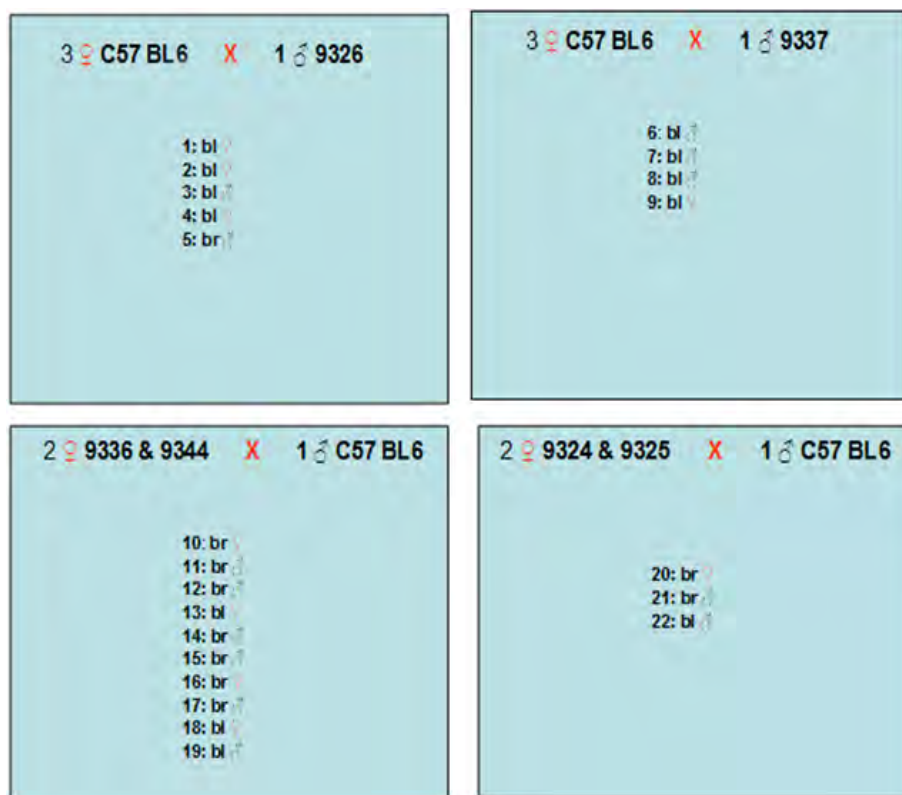 3 ♀ C57 BL6 X 1 ♂ 9326
1: bl ♀
2: bl ♀
3: bl ♂
4: bl ♀
5: br ♂
3 ♀ C57 BL6 X 1 ♂ 9337
6: bl ♂
7: bl ♂
8: bl ♂
9: bl ♀
2 ♀ 9336 & 9344 X 1 ♂ C57 BL6
10: br ♀
11: br ♂
12: br ♂
13: bl ♀
14: br ♂
15: br ♂
16: br ♀
17: br ♂
18: bl ♀
19: bl ♂
2 ♀ 9324 & 9325 X 1 ♂ C57 BL6
20: br ♀
21: br ♂
22: bl ♂